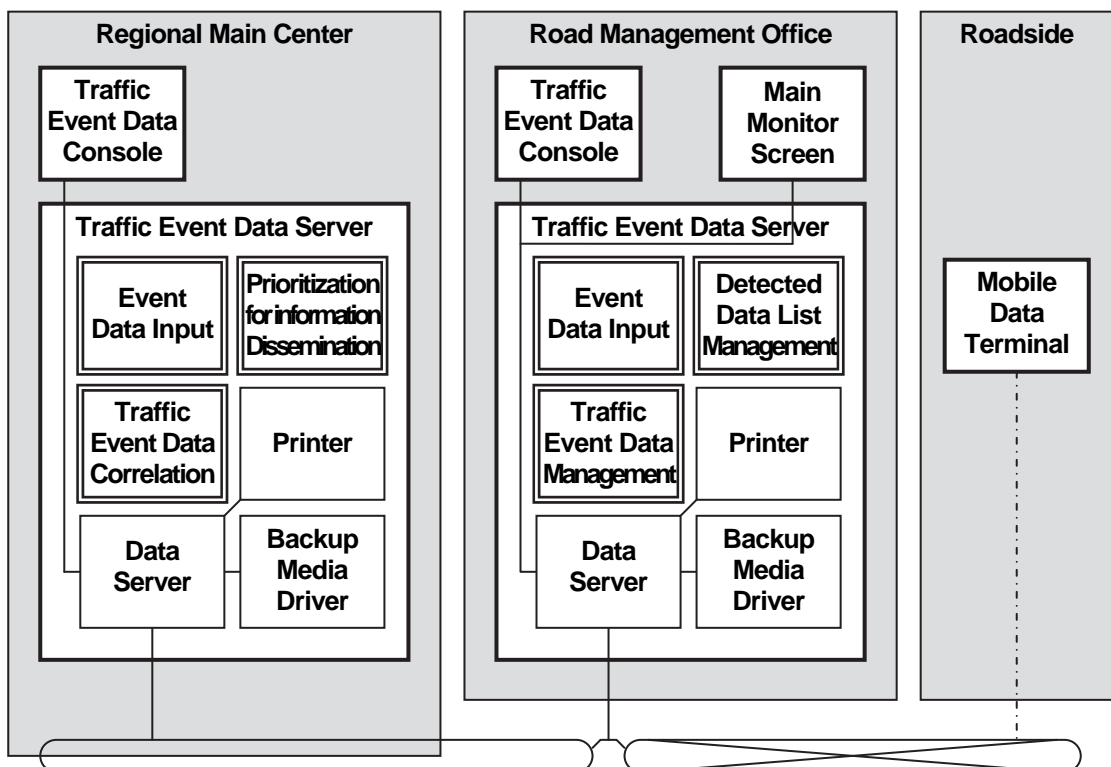 Regional Main Center
Traffic
Event Data
Console
Traffic Event Data Server
Event
Data Input
Prioritization
for information
Dissemination
Traffic
Event Data
Correlation
Printer
Data
Server
Backup
Media
Driver
Road Management Office
Traffic
Event Data
Console
Main
Monitor
Screen
Traffic Event Data Server
Event
Data Input
Detected
Data List
Management
Traffic
Event Data
Management
Printer
Data
Server
Backup
Media
Driver
Roadside
Mobile
Data
Terminal